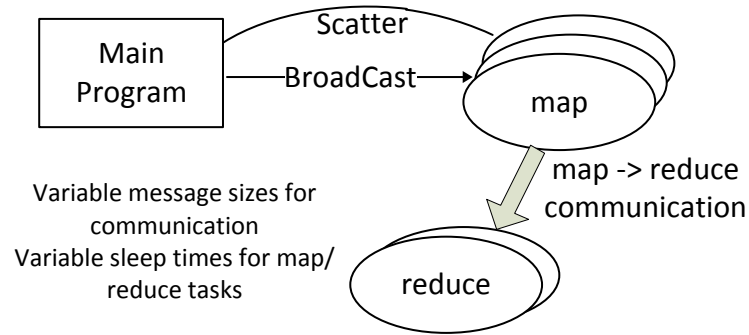 Main
Program
Scatter
BroadCast
map
map -> reduce
communication
Variable message sizes for
communication
Variable sleep times for map/
reduce tasks
reduce